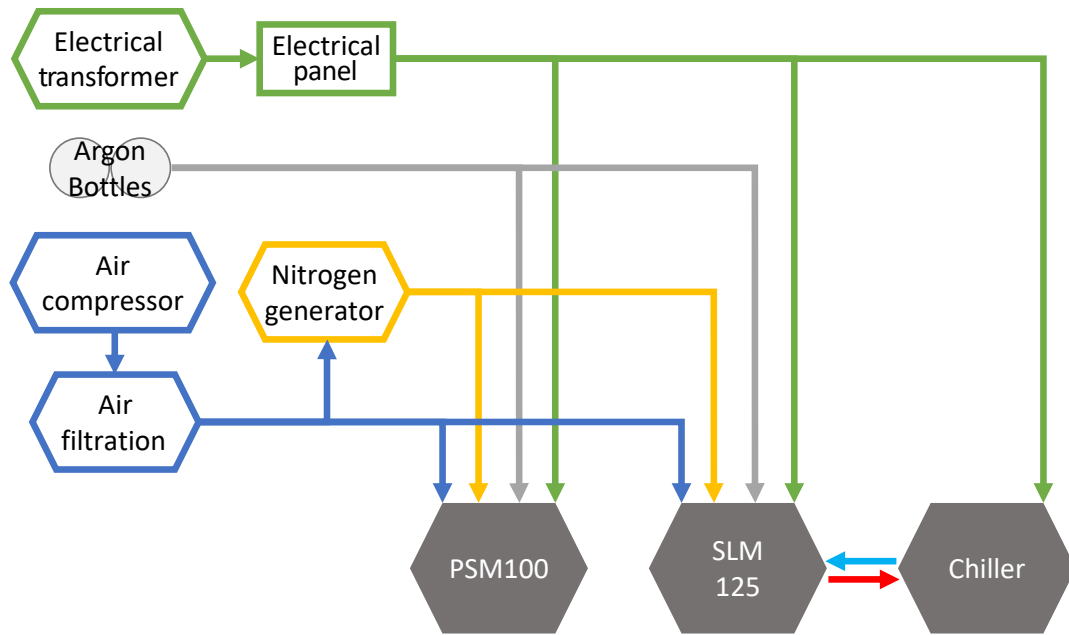 Electrical
transformer
Electrical
panel
Argon
Bottles
Air
compressor
Nitrogen
generator
Air
filtration
PSM100
SLM
125
Chiller